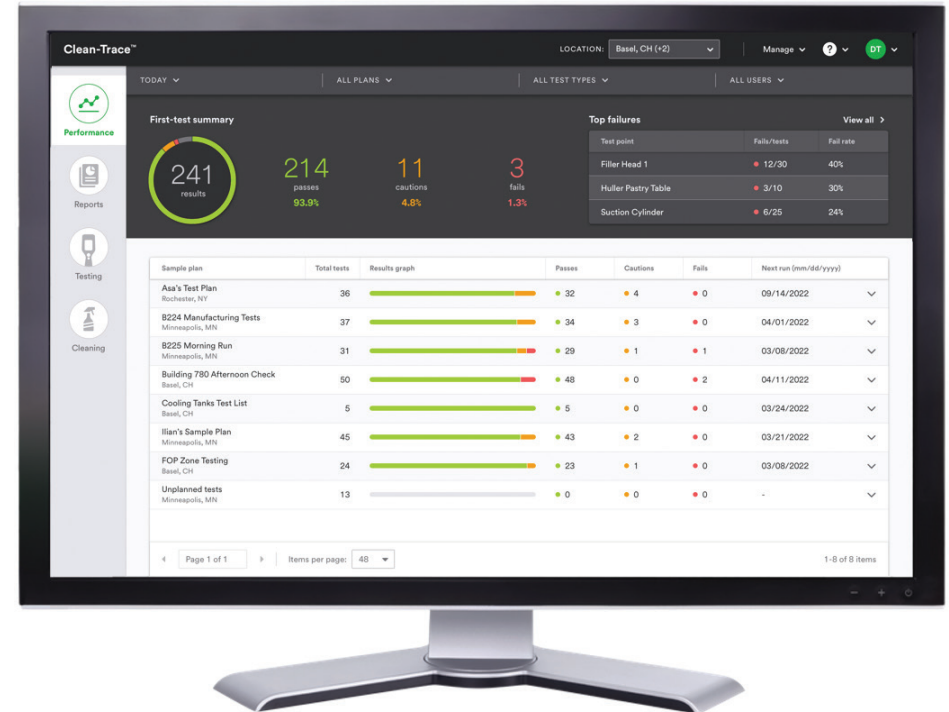 Clean-Trace™
LOCATION: Basel, CH (+2)
Manage
?
DT
TODAY
ALL PLANS
ALL TEST TYPES
ALL USERS
Performance
Reports
Testing
Cleaning
First-test summary
241
results
214
passes
93.9%
11
cautions
4.8%
3
fails
1.3%
Top failures
View all >
Test point Fails/tests Fail rate
Filler Head 1 12/30 40%
Huller Pastry Table 3/10 30%
Suction Cylinder 6/25 24%
Sample plan Total tests Results graph Passes Cautions Fails Next run (mm/dd/yyyy)
Asa's Test Plan 36 32 4 0 09/14/2022
Rochester, NY
B224 Manufacturing Tests 37 34 3 0 04/01/2022
Minneapolis, MN
B225 Morning Run 31 29 1 1 03/08/2022
Minneapolis, MN
Building 780 Afternoon Check 50 48 0 2 04/11/2022
Basel, CH
Cooling Tanks Test List 5 5 0 0 03/24/2022
Basel, CH
Ilian's Sample Plan 45 43 2 0 03/21/2022
Minneapolis, MN
FOP Zone Testing 24 23 1 0 03/08/2022
Basel, CH
Unplanned tests 13 0 0 0 -
Minneapolis, MN
Page 1 of 1
Items per page: 48
1-8 of 8 items